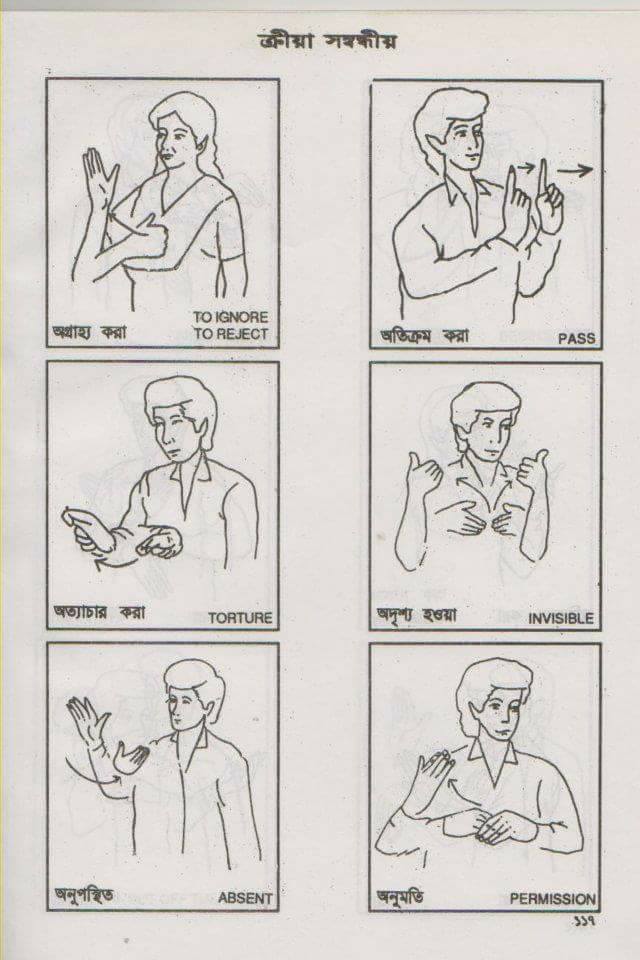 ক্রীয়া সম্বন্ধীয়
TO IGNORE
অগ্রাহ্য করা TO REJECT
অতিক্রম করা PASS
অত্যাচার করা TORTURE
অদৃশ্য হওয়া INVISIBLE
অনুপস্থিত ABSENT
অনুমতি PERMISSION
১১৭